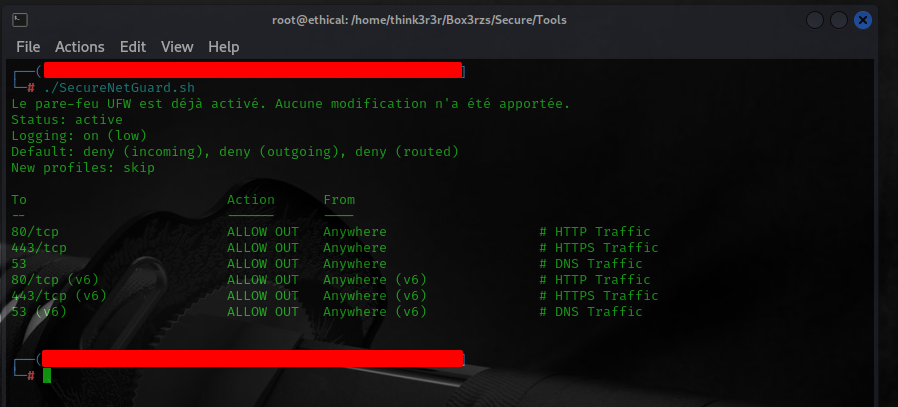 root@ethical: /home/think3r3r/Box3rzs/Secure/Tools
File Actions Edit View Help
┌──( ]
└─# ./SecureNetGuard.sh
Le pare-feu UFW est déjà activé. Aucune modification n'a été apportée.
Status: active
Logging: on (low)
Default: deny (incoming), deny (outgoing), deny (routed)
New profiles: skip
To Action From
-- ------ ----
80/tcp ALLOW OUT Anywhere # HTTP Traffic
443/tcp ALLOW OUT Anywhere # HTTPS Traffic
53 ALLOW OUT Anywhere # DNS Traffic
80/tcp (v6) ALLOW OUT Anywhere (v6) # HTTP Traffic
443/tcp (v6) ALLOW OUT Anywhere (v6) # HTTPS Traffic
53 (v6) ALLOW OUT Anywhere (v6) # DNS Traffic
┌──( ]
└─#